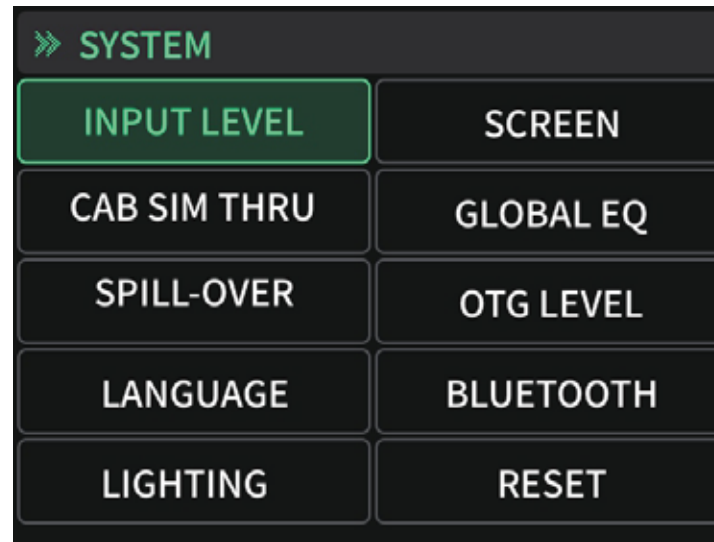 SYSTEM
INPUT LEVEL
SCREEN
CAB SIM THRU
GLOBAL EQ
SPILL-OVER
OTG LEVEL
LANGUAGE
BLUETOOTH
LIGHTING
RESET